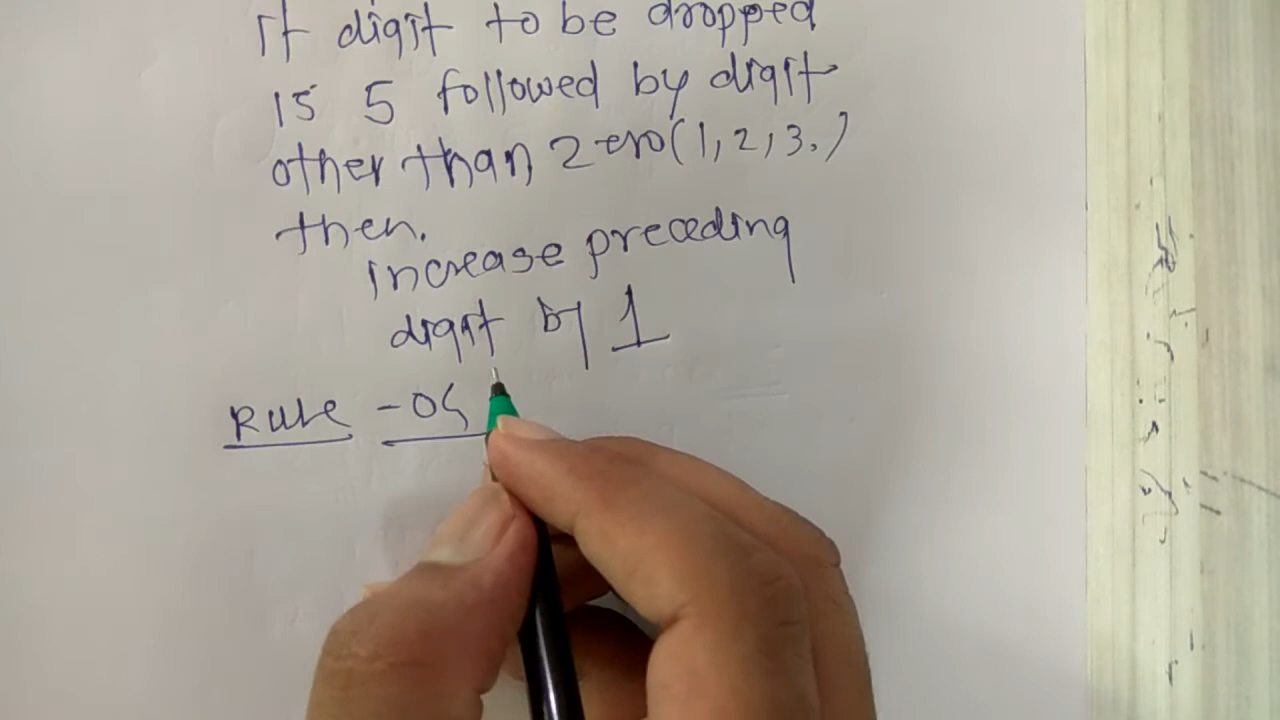 If digit to be dropped
is 5 followed by digit
other than zero(1,2,3.)
then.
increase preceding
digit by 1
Rule -05